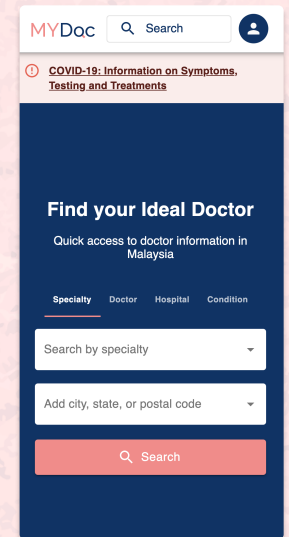 MYDoc
Search
COVID-19: Information on Symptoms,
Testing and Treatments
Find your Ideal Doctor
Quick access to doctor information in
Malaysia
Specialty Doctor Hospital Condition
Search by specialty
Add city, state, or postal code
Search